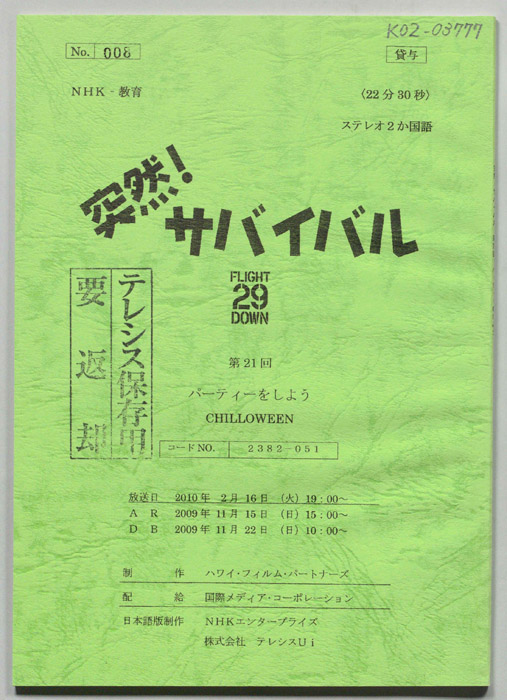 K02-03777
No. 008
貸与
NHK - 教育
〈22分30秒〉
ステレオ2か国語
突然!
サバイバル
FLIGHT
29
DOWN
テレシス保存用
要返却
第21回
パーティーをしよう
CHILLOWEEN
コードNO. 2382-051
放送日 2010年 2月16日 (火) 19:00~
AR 2009年 11月 15日 (日) 15:00~
DB 2009年 11月 22日 (日) 10:00~
制作 ハワイ・フィルム・パートナーズ
配給 国際メディア・コーポレーション
日本語版制作 NHKエンタープライズ
株式会社 テレシスUi